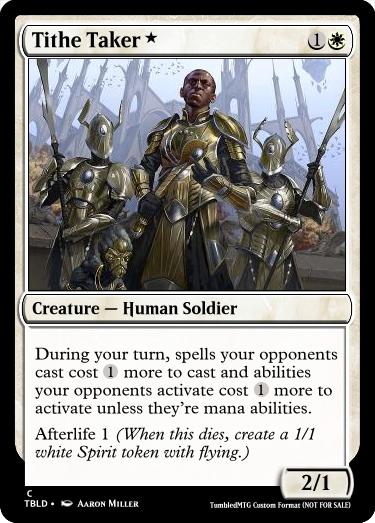 Tithe Taker ★ 1
Creature — Human Soldier
During your turn, spells your opponents
cast cost 1 more to cast and abilities
your opponents activate cost 1 more to
activate unless they're mana abilities.
Afterlife 1 (When this dies, create a 1/1
white Spirit token with flying.)
2/1
C
TBLD • Aaron Miller
TumbledMTG Custom Format (NOT FOR SALE)